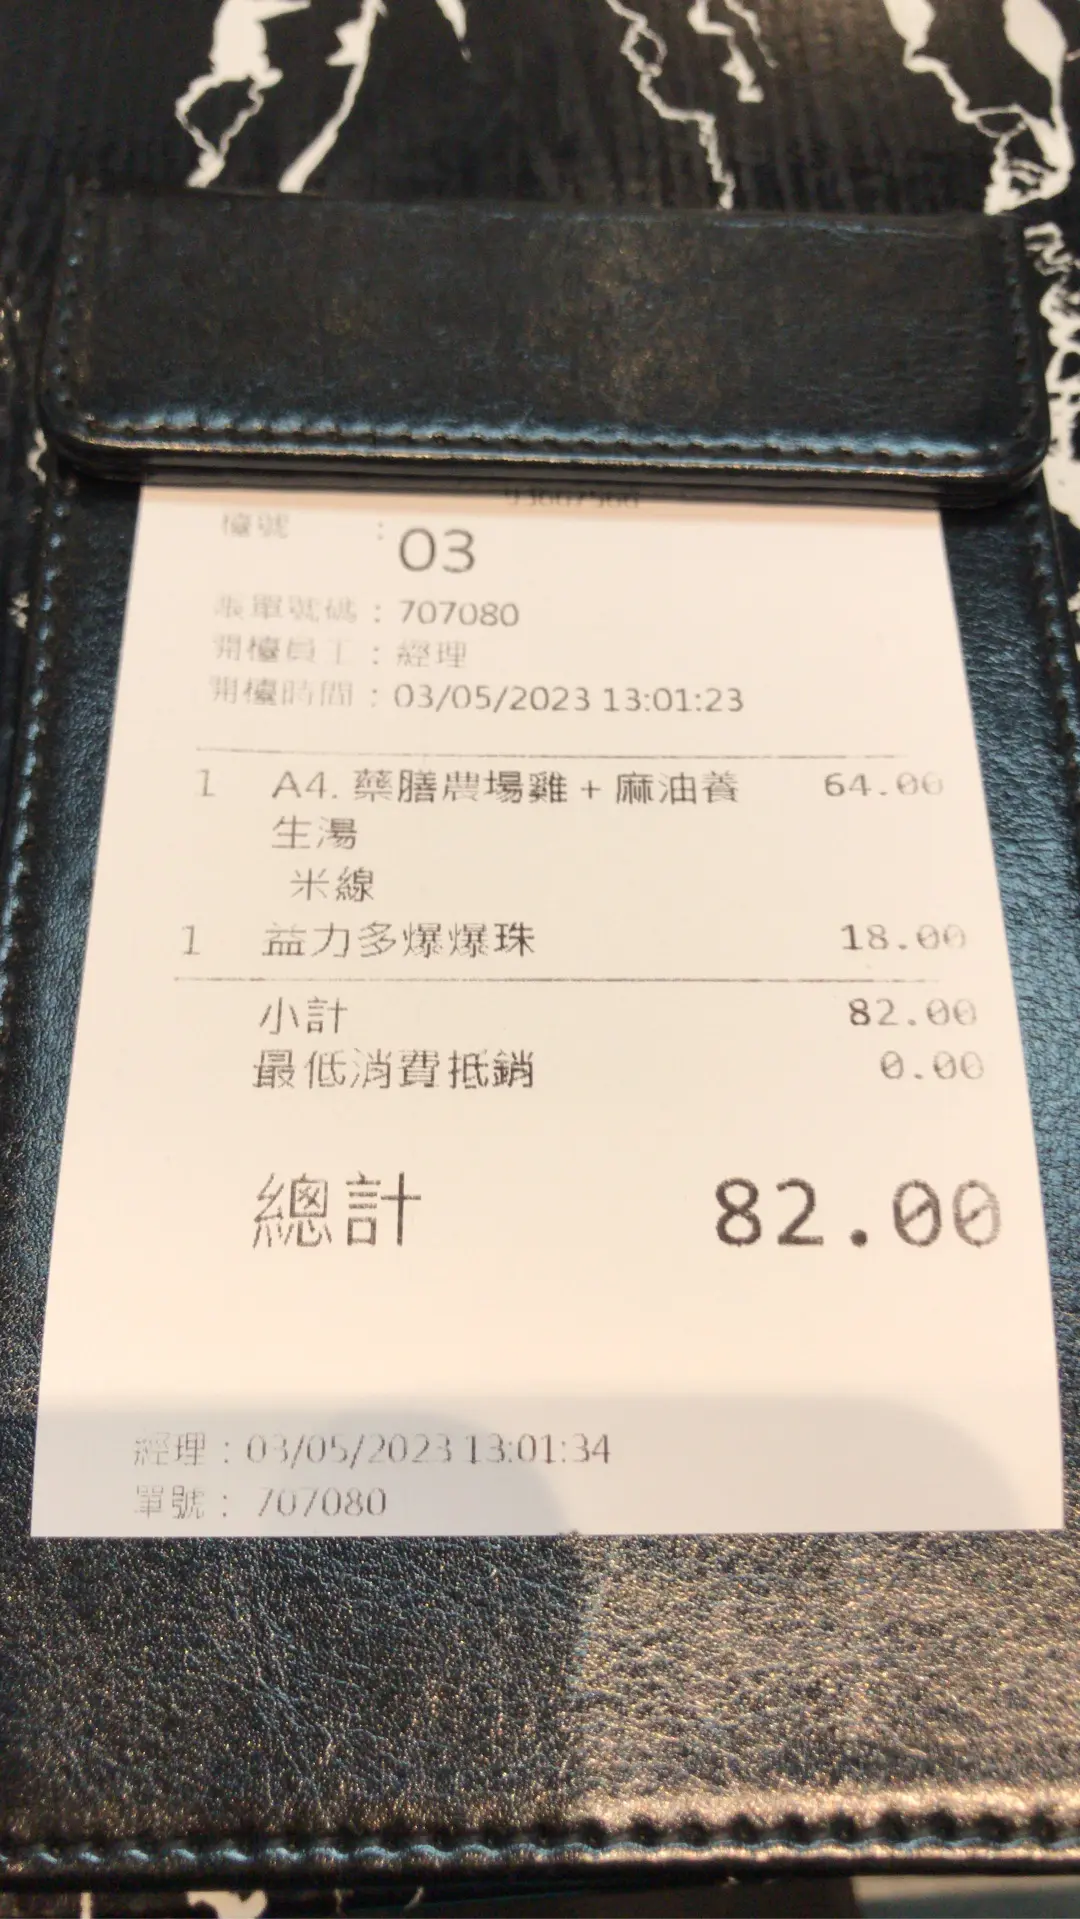 檯號 : 03
帳單號碼 : 707080
開檯員工 : 經理
開檯時間 : 03/05/2023 13:01:23
1 A4. 藥膳農場雞 + 麻油養 64.00
生湯
米線
1 益力多爆爆珠 18.00
小計 82.00
最低消費抵銷 0.00
總計 82.00
經理 : 03/05/2023 13:01:34
單號 : 707080